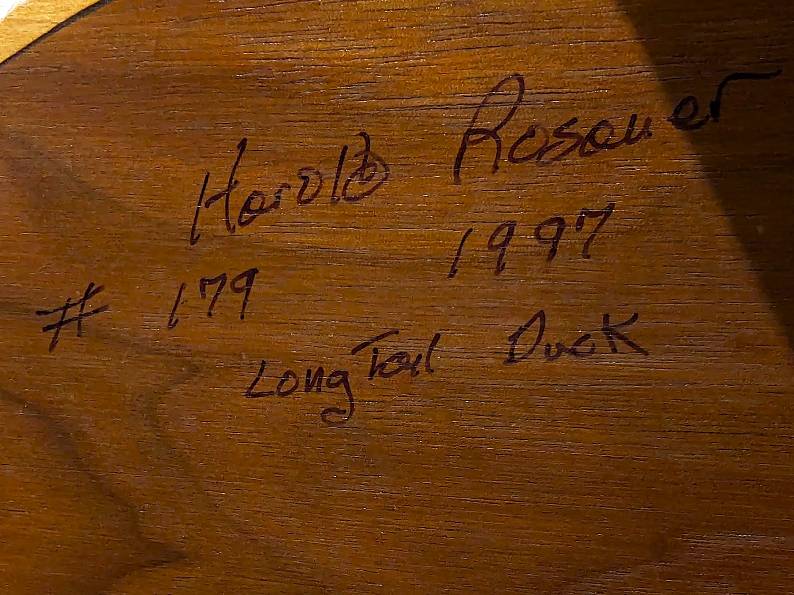 Harold Rosauer
# 179 1997
Long Tail Duck